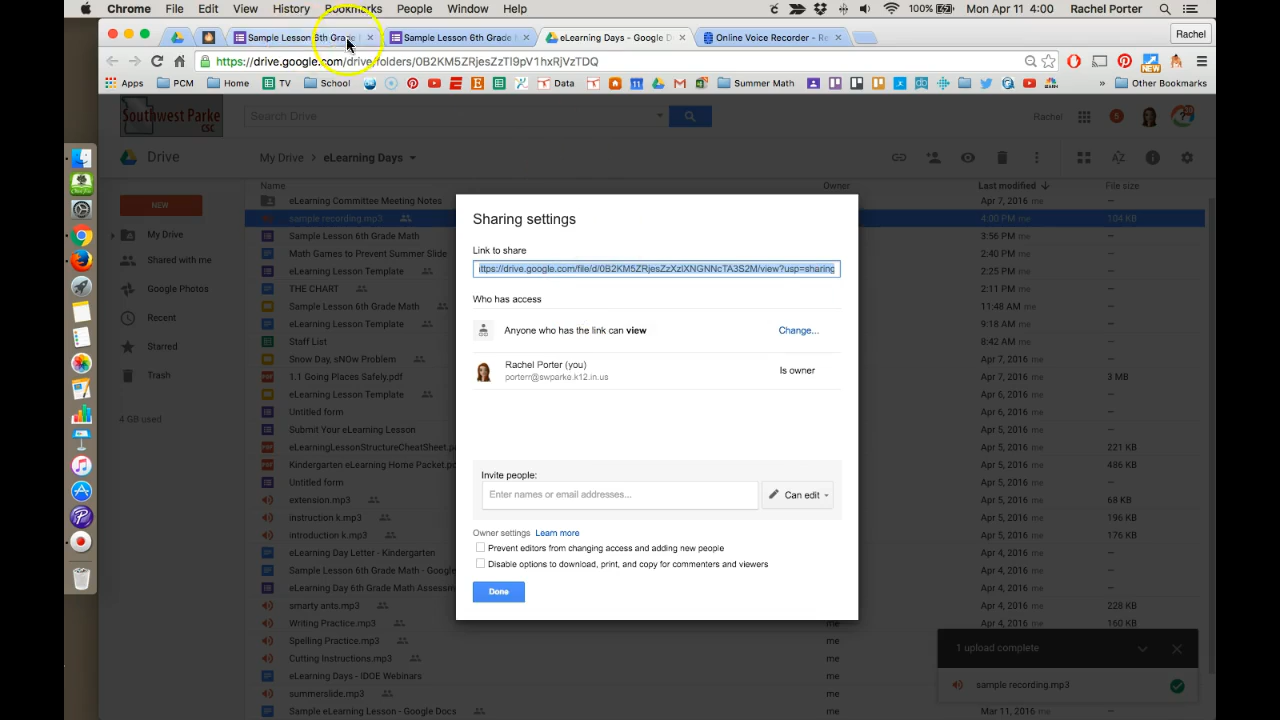 Chrome File Edit View History Bookmarks People Window Help 100% Mon Apr 11 4:00 Rachel Porter
Sample Lesson 6th Grade Sample Lesson 6th Grade eLearning Days - Google D Online Voice Recorder - Re Rachel
https://drive.google.com/drive/folders/0B2KM5ZRjesZzTl9pV1hxRjVzTDQ
Apps PCM Home TV School Data Summer Math » Other Bookmarks
Southwest Parke
CSC
Search Drive
Rachel 5
Drive
My Drive eLearning Days
NEW
My Drive
Shared with me
Google Photos
Recent
Starred
Trash
4 GB used
Name Owner Last modified File size
eLearning Committee Meeting Notes Apr 7, 2016 me –
sample recording.mp3 4:00 PM me 104 KB
Sample Lesson 6th Grade Math 3:56 PM me –
Math Games to Prevent Summer Slide 2:40 PM me –
eLearning Template 2:25 PM me –
THE CHART 2:11 PM me –
Sample Lesson 6th Grade Math 11:48 AM me –
eLearning Template 9:18 AM me –
Staff List 8:42 AM me –
Snow Day, sNOw Problem Apr 7, 2016 me –
1.1 Going Places Safely.pdf Apr 7, 2016 me 3 MB
eLearning Template Apr 6, 2016 me –
Untitled form Apr 6, 2016 me –
Submit Your eLearning Apr 5, 2016 me –
eLearningLessonStructureCheatSheet.p Apr 5, 2016 me 221 KB
Kindergarten eLearning Home Packet.pd Apr 5, 2016 me 486 KB
Untitled form Apr 5, 2016 me –
extension.mp3 Apr 5, 2016 me 68 KB
instruction k.mp3 Apr 5, 2016 me 196 KB
introduction k.mp3 Apr 5, 2016 me 176 KB
eLearning Day Letter - Kindergarten Apr 5, 2016 me –
Sample Lesson 6th Grade Math - Googl Apr 5, 2016 me –
eLearning Day 6th Grade Math Assessm Apr 5, 2016 me –
smarty ants.mp3 Apr 4, 2016 me 228 KB
Writing Practice.mp3 me Apr 4, 2016 me 160 KB
Spelling Practice.mp3 me
Cutting Instructions.mp3 me
eLearning Days - IDOE Webinars me
summerslide.mp3 me
Sample eLearning Lesson - Google Docs me Mar 11, 2016 me –
Sharing settings
Link to share
https://drive.google.com/file/d/0B2KM5ZRjesZzXzlXNGNNcTA3S2M/view?usp=sharing
Who has access
Anyone who has the link can view Change...
Rachel Porter (you)
porterr@swparke.k12.in.us
Is owner
Invite people:
Enter names or email addresses... Can edit
Owner settings Learn more
Prevent editors from changing access and adding new people
Disable options to download, print, and copy for commenters and viewers
Done
1 upload complete
sample recording.mp3